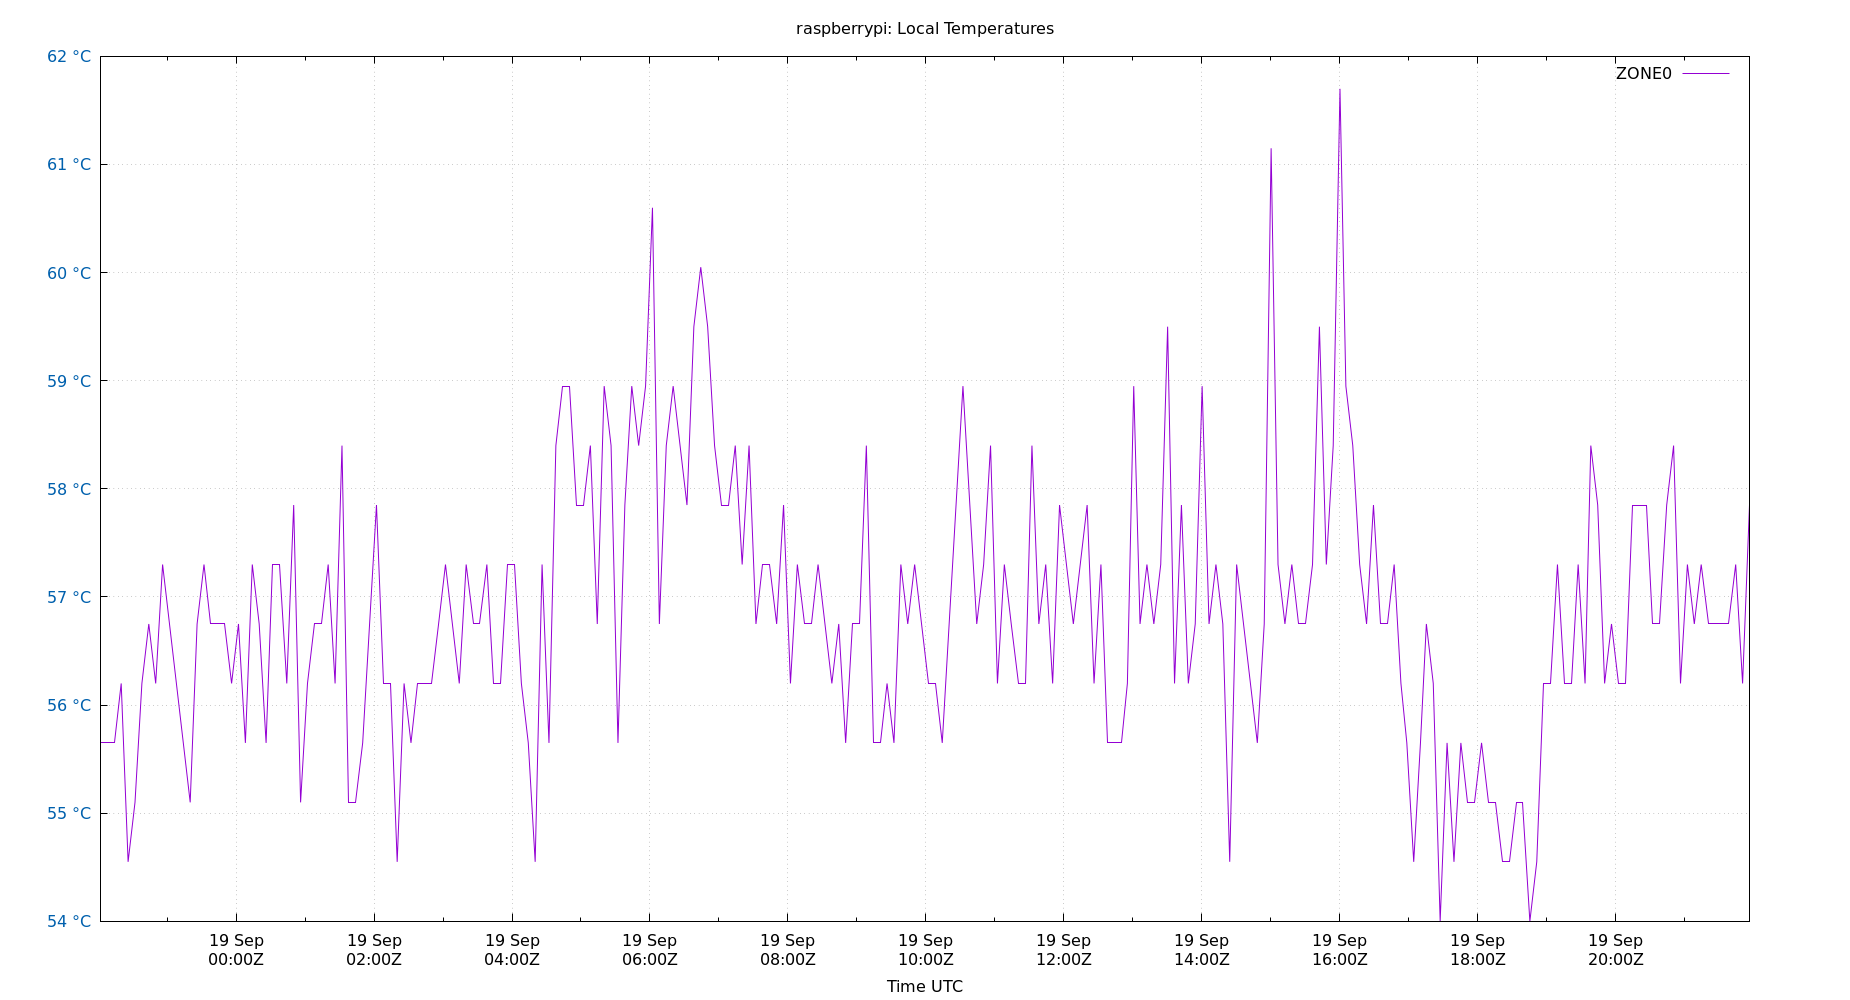 raspberrypi: Local Temperatures
62 °C
ZONE0
61 °C
60 °C
59 °C
58 °C
57 °C
56 °C
55 °C
54 °C
19 Sep 19 Sep 19 Sep 19 Sep 19 Sep 19 Sep 19 Sep 19 Sep 19 Sep 19 Sep 19 Sep
00:00Z 02:00Z 04:00Z 06:00Z 08:00Z 10:00Z 12:00Z 14:00Z 16:00Z 18:00Z 20:00Z
Time UTC